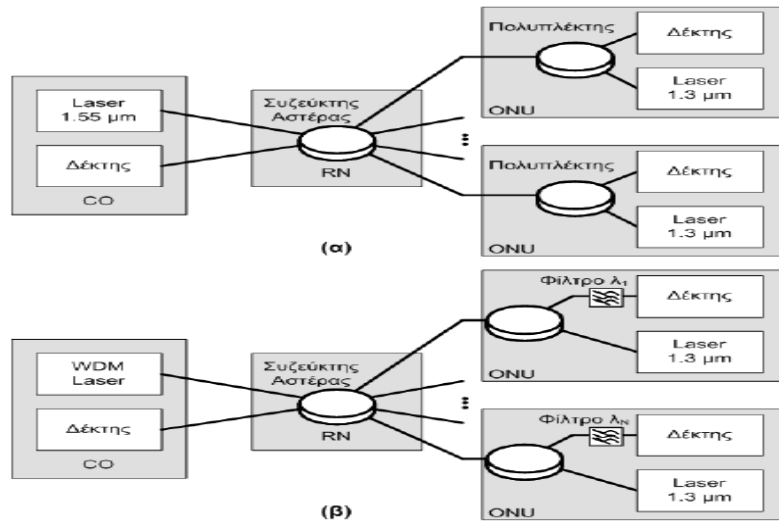 Laser
1.55 μm
Δέκτης
CO
Συζεύκτης
Αστέρας
RN
Πολυπλέκτης
Δέκτης
Laser
1.3 μm
ONU
Πολυπλέκτης
Δέκτης
Laser
1.3 μm
ONU
(α)
WDM
Laser
Δέκτης
CO
Συζεύκτης
Αστέρας
RN
Φίλτρο λ₁
Δέκτης
Laser
1.3 μm
ONU
Φίλτρο λ_N
Δέκτης
Laser
1.3 μm
ONU
(β)